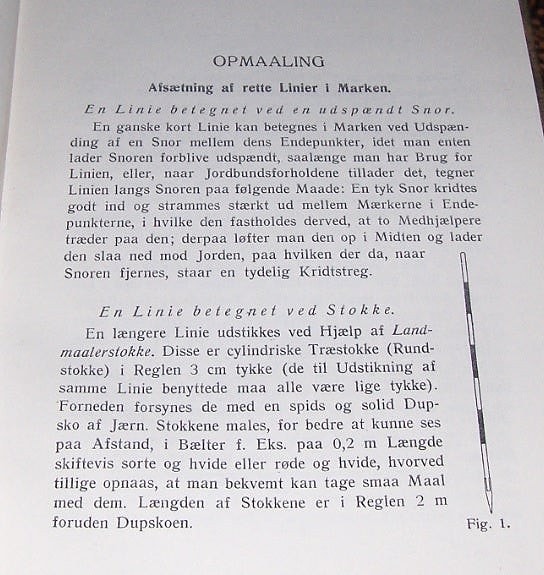 OPMAALING
Afsætning af rette Linier i Marken.
En Linie betegnet ved en udspændt Snor.
En ganske kort Linie kan betegnes i Marken ved Udspæn-
ding af en Snor mellem dens Endepunkter, idet man enten
lader Snoren forblive udspændt, saalænge man har Brug for
Linien, eller, naar Jordbundsforholdene tillader det, tegner
Linien langs Snoren paa følgende Maade: En tyk Snor kridtes
godt ind og strammes stærkt ud mellem Mærkerne i Ende-
punkterne, i hvilke den fastholdes derved, at to Medhjælpere
træder paa den; derpaa løfter man den op i Midten og lader
den slaa ned mod Jorden, paa hvilken der da, naar
Snoren fjernes, staar en tydelig Kridtstreg.
En Linie betegnet ved Stokke.
En længere Linie udstikkes ved Hjælp af Land-
maalerstokke. Disse er cylindriske Træstokke (Rund-
stokke) i Reglen 3 cm tykke (de til Udstikning af
samme Linie benyttede maa alle være lige tykke).
Forneden forsynes de med en spids og solid Dup-
sko af Jærn. Stokkene males, for bedre at kunne ses
paa Afstand, i Bælter f. Eks. paa 0,2 m Længde
skiftevis sorte og hvide eller røde og hvide, hvorved
tillige opnaas, at man bekvemt kan tage smaa Maal
med dem. Længden af Stokkene er i Reglen 2 m
foruden Dupskoen.
Fig. 1.